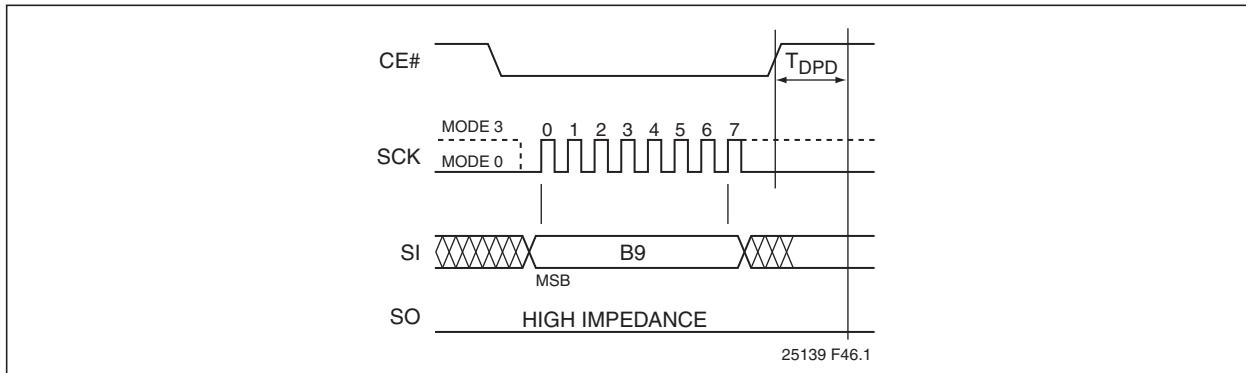 CE#
T DPD
MODE 3
0 1 2 3 4 5 6 7
SCK
MODE 0
SI
B9
MSB
SO
HIGH IMPEDANCE
25139 F46.1